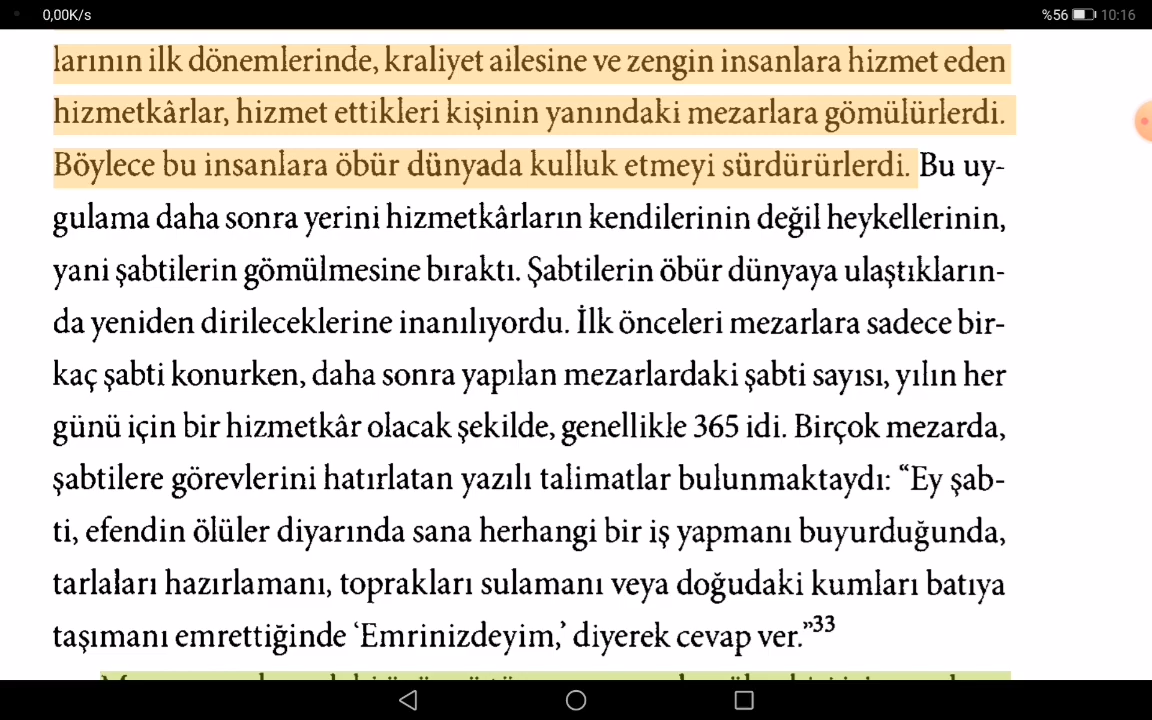 0,00K/s
%56 10:16
larının ilk dönemlerinde, kraliyet ailesine ve zengin insanlara hizmet eden
hizmetkârlar, hizmet ettikleri kişinin yanındaki mezarlara gömülürlerdi.
Böylece bu insanlara öbür dünyada kulluk etmeyi sürdürürlerdi. Bu uy-
gulama daha sonra yerini hizmetkârların kendilerinin değil heykellerinin,
yani şabtilerin gömülmesine bıraktı. Şabtilerin öbür dünyaya ulaştıkların-
da yeniden dirileceklerine inanılıyordu. İlk önceleri mezarlara sadece bir-
kaç şabti konurken, daha sonra yapılan mezarlardaki şabti sayısı, yılın her
günü için bir hizmetkâr olacak şekilde, genellikle 365 idi. Birçok mezarda,
şabtilere görevlerini hatırlatan yazılı talimatlar bulunmaktaydı: “Ey şab-
ti, efendin ölüler diyarında sana herhangi bir iş yapmanı buyurduğunda,
tarlaları hazırlamanı, toprakları sulamanı veya doğudaki kumları batıya
taşımanı emrettiğinde ‘Emrinizdeyim,’ diyerek cevap ver.”33